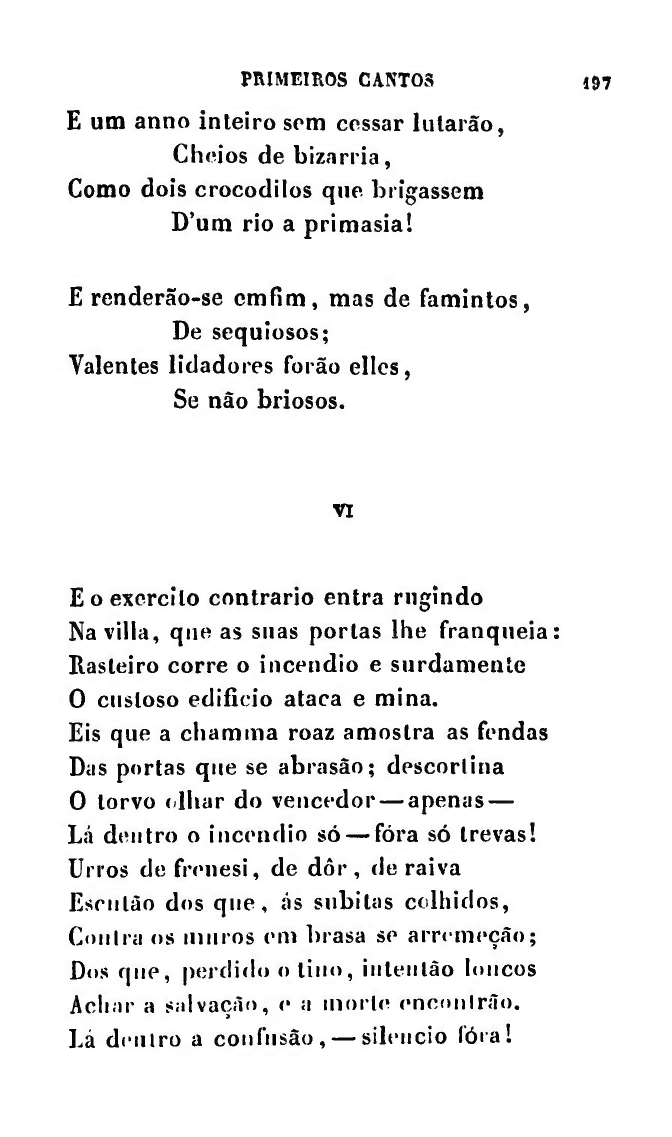 PRIMEIROS CANTOS 197
E um anno inteiro sem cessar lutarão,
Cheios de bizarria,
Como dois crocodilos que brigassem
D'um rio a primasia!
E renderão-se emfim, mas de famintos,
De sequiosos;
Valentes lidadores forão elles,
Se não briosos.
VI
E o exercito contrario entra rugindo
Na villa, que as suas portas lhe franqueia:
Rasteiro corre o incendio e surdamente
O custoso edificio ataca e mina.
Eis que a chamma roaz amostra as fendas
Das portas que se abrasão; descortina
O torvo olhar do vencedor—apenas—
Lá dentro o incendio só—fóra só trevas!
Urros de frenesi, de dôr, de raiva
Escutão dos que, ás subitas colhidos,
Contra os muros em brasa se arremeção;
Dos que, perdido o tino, intentão loucos
Achar a salvação, e a morte encontrão.
Lá dentro a confusão,—silencio fóra!